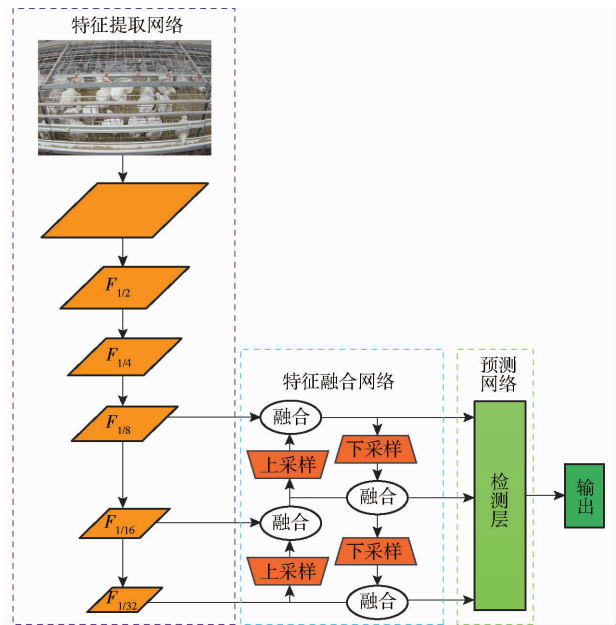 特征提取网络
F1/2
F1/4
F1/8
F1/16
F1/32
特征融合网络
融合
下采样
上采样
融合
融合
下采样
上采样
融合
预测
网络
检测层
输出